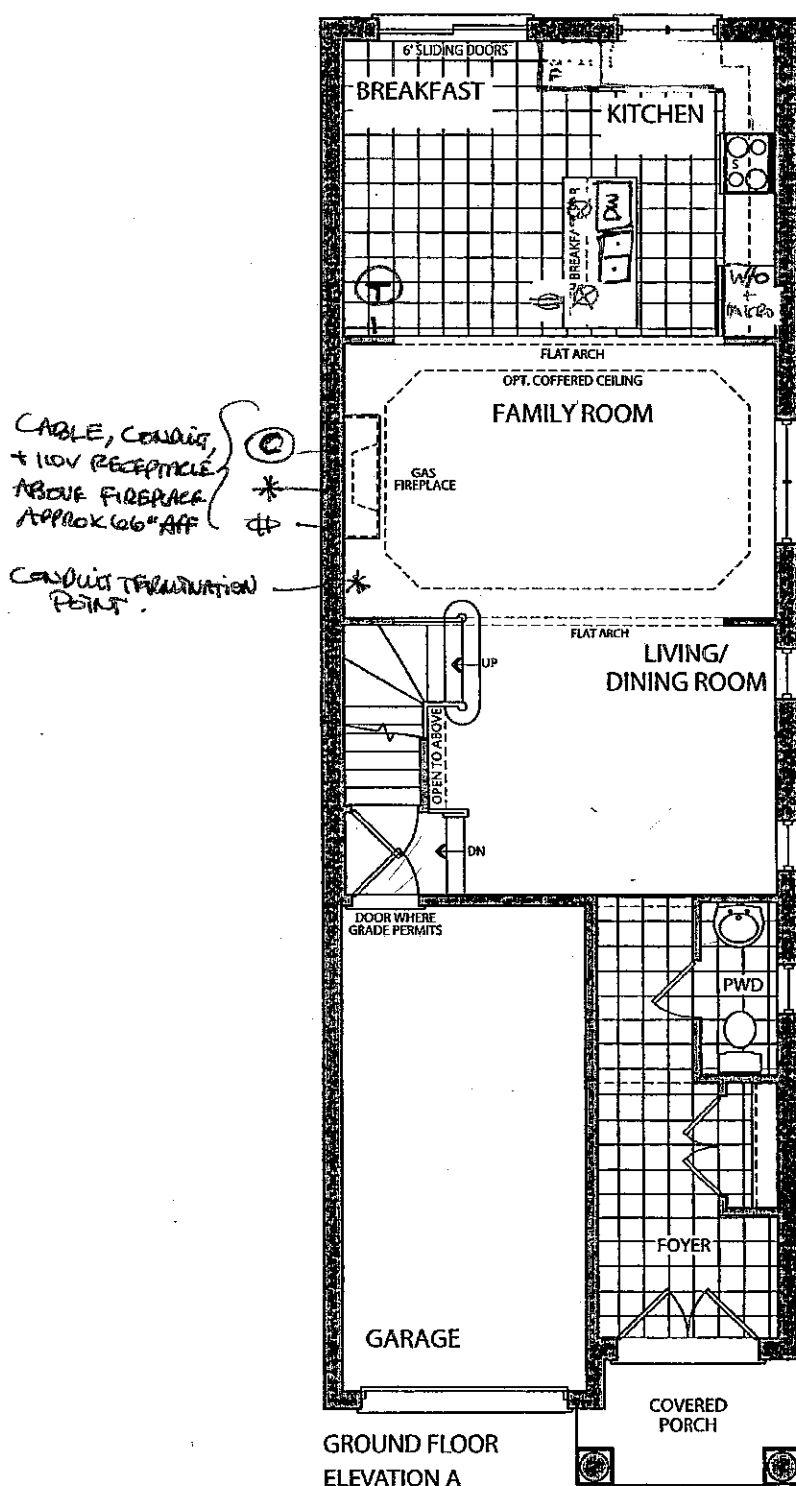 6' SLIDING DOORS
BREAKFAST
KITCHEN
S
DW
BREAKFAST
W/O
+
MICRO
T
FLAT ARCH
OPT. COFFERED CEILING
FAMILY ROOM
CABLE, CONDUIT,
+ 110V RECEPTACLE
ABOVE FIREPLACE
APPROX 66" AFF
C
GAS
FIREPLACE
CONDUIT TERMINATION
POINT.
FLAT ARCH
UP
LIVING/
DINING ROOM
OPEN TO ABOVE
DN
DOOR WHERE
GRADE PERMITS
PWD
FOYER
GARAGE
COVERED
PORCH
GROUND FLOOR
ELEVATION A